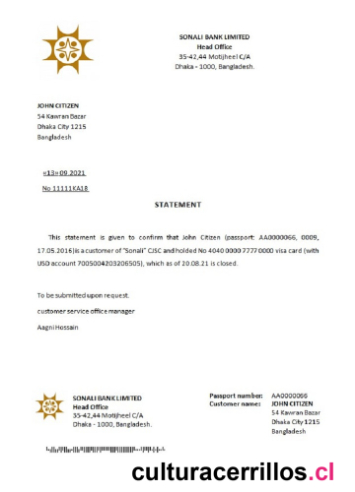 SONALI BANK LIMITED
Head Office
35-42,44 Motijheel C/A
Dhaka - 1000, Bangladesh.
JOHN CITIZEN
54 Kawran Bazar
Dhaka City 1215
Bangladesh
«13» 09.2021
No 11111KA18
STATEMENT
This statement is given to confirm that John Citizen (passport: AA0000066, 0009,
17.05.2016)is a customer of "Sonali" CJSC and holded No 4040 0000 7777 0000 visa card (with
USD account 7005004203206505), which as of 20.08.21 is closed.
To be submitted upon request.
customer service office manager
Aagni Hossain
SONALI BANK LIMITED
Head Office
35-42,44 Motijheel C/A
Dhaka - 1000, Bangladesh.
Passport number: AA0000066
Customer name: JOHN CITIZEN
54 Kawran Bazar
Dhaka City 1215
Bangladesh
culturacerrillos.cl